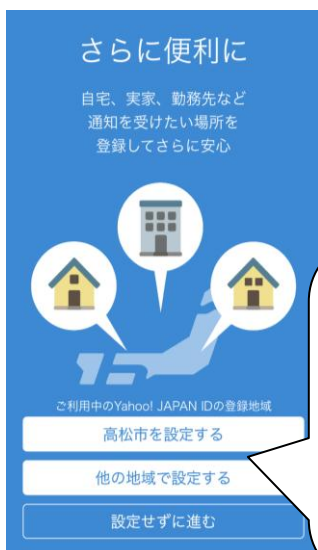 さらに便利に
自宅、実家、勤務先など
通知を受けたい場所を
登録してさらに安心
ご利用中のYahoo! JAPAN IDの登録地域
高松市を設定する
他の地域で設定する
設定せずに進む